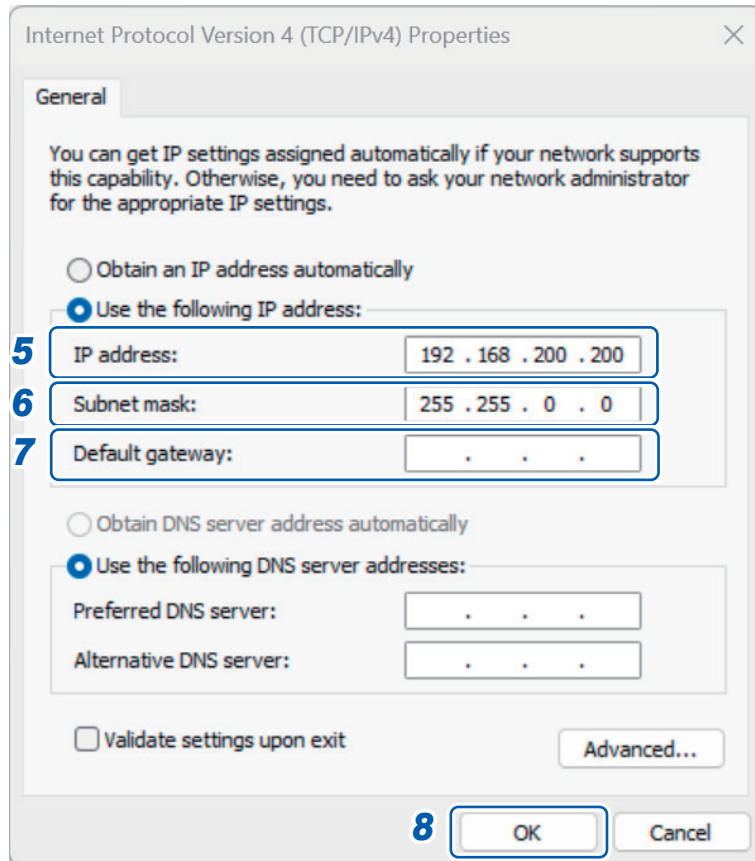 Internet Protocol Version 4 (TCP/IPv4) Properties
General
You can get IP settings assigned automatically if your network supports
this capability. Otherwise, you need to ask your network administrator
for the appropriate IP settings.
Obtain an IP address automatically
Use the following IP address:
5 IP address: 192 . 168 . 200 . 200
6 Subnet mask: 255 . 255 . 0 . 0
7 Default gateway: . . .
Obtain DNS server address automatically
Use the following DNS server addresses:
Preferred DNS server: . . .
Alternative DNS server: . . .
Validate settings upon exit
Advanced...
8 OK Cancel